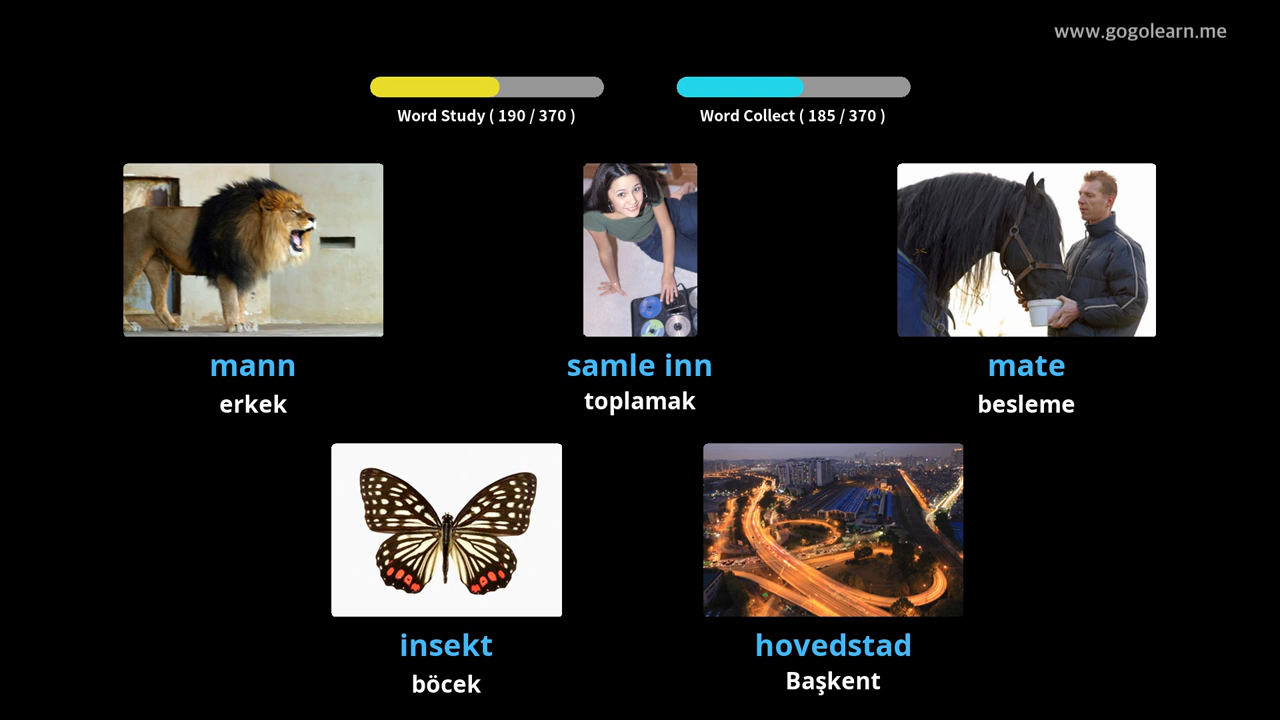 www.gogolearn.me
Word Study ( 190 / 370 )
Word Collect ( 185 / 370 )
mann
erkek
samle inn
toplamak
mate
besleme
insekt
böcek
hovedstad
Başkent